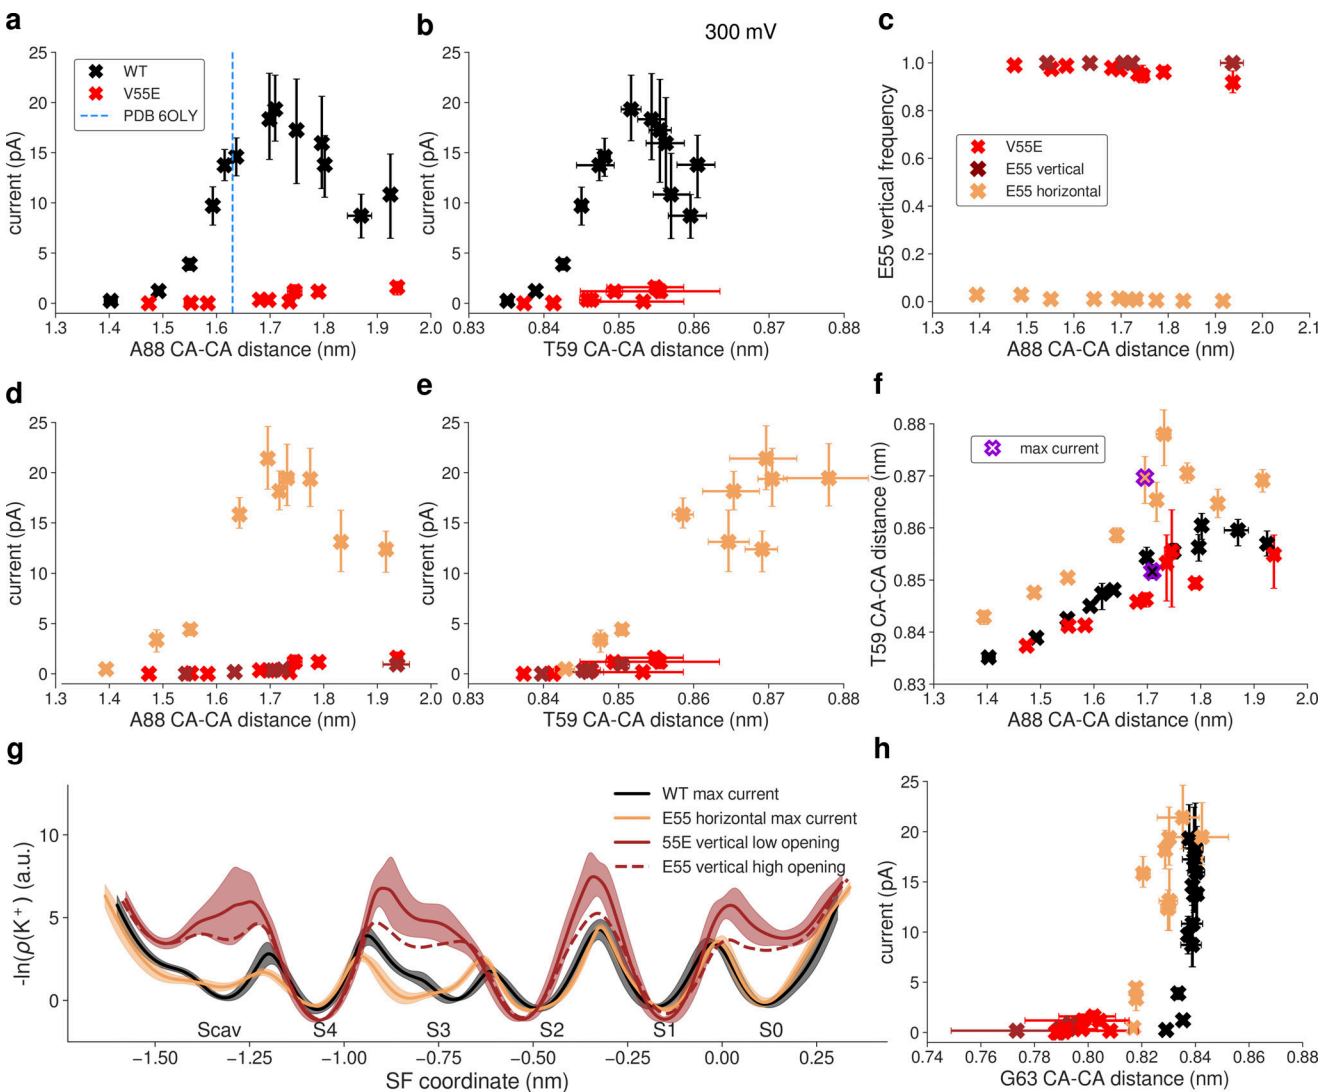 a
25
20
15
10
5
0
current (pA)
WT
V55E
PDB 6OLY
1.3 1.4 1.5 1.6 1.7 1.8 1.9 2.0
A88 CA-CA distance (nm)
b
300 mV
25
20
15
10
5
0
current (pA)
0.83 0.84 0.85 0.86 0.87 0.88
T59 CA-CA distance (nm)
c
1.0
0.8
0.6
0.4
0.2
0.0
E55 vertical frequency
V55E
E55 vertical
E55 horizontal
1.3 1.4 1.5 1.6 1.7 1.8 1.9 2.0 2.1
A88 CA-CA distance (nm)
d
25
20
15
10
5
0
current (pA)
1.3 1.4 1.5 1.6 1.7 1.8 1.9 2.0
A88 CA-CA distance (nm)
e
25
20
15
10
5
0
current (pA)
0.83 0.84 0.85 0.86 0.87 0.88
T59 CA-CA distance (nm)
f
0.88
0.87
0.86
0.85
0.84
0.83
T59 CA-CA distance (nm)
max current
1.3 1.4 1.5 1.6 1.7 1.8 1.9 2.0
A88 CA-CA distance (nm)
g
10
5
0
-ln(ρ(K⁺) (a.u.)
WT max current
E55 horizontal max current
55E vertical low opening
E55 vertical high opening
Scav S4 S3 S2 S1 S0
−1.50 −1.25 −1.00 −0.75 −0.50 −0.25 0.00 0.25
SF coordinate (nm)
h
25
20
15
10
5
0
current (pA)
0.74 0.76 0.78 0.80 0.82 0.84 0.86 0.88
G63 CA-CA distance (nm)